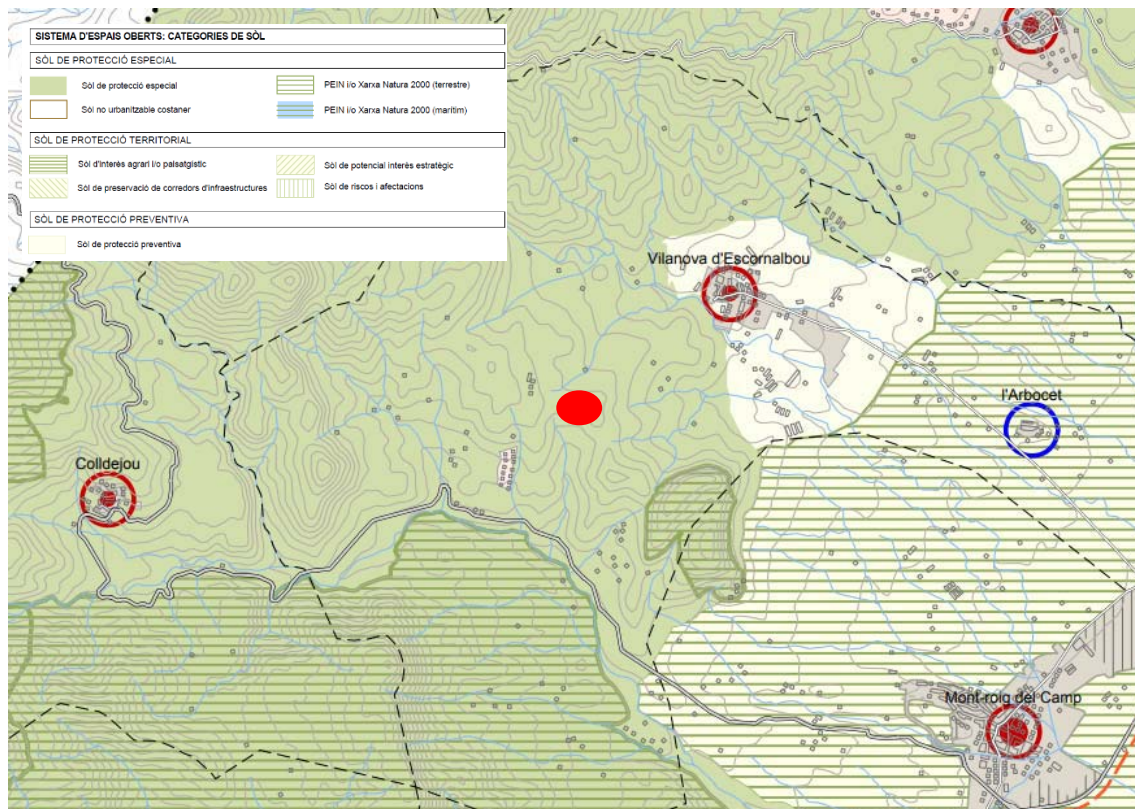 SISTEMA D'ESPAIS OBERTS: CATEGORIES DE SÒL
SÒL DE PROTECCIÓ ESPECIAL
Sòl de protecció especial
PEIN i/o Xarxa Natura 2000 (terrestre)
Sòl no urbanitzable costaner
PEIN i/o Xarxa Natura 2000 (marítim)
SÒL DE PROTECCIÓ TERRITORIAL
Sòl d'interès agrari i/o paisatgístic
Sòl de potencial interès estratègic
Sòl de preservació de corredors d'infraestructures
Sòl de riscos i afectacions
SÒL DE PROTECCIÓ PREVENTIVA
Sòl de protecció preventiva
Vilanova d'Escornalbou
l'Arbocet
Colldejou
Mont-roig del Camp